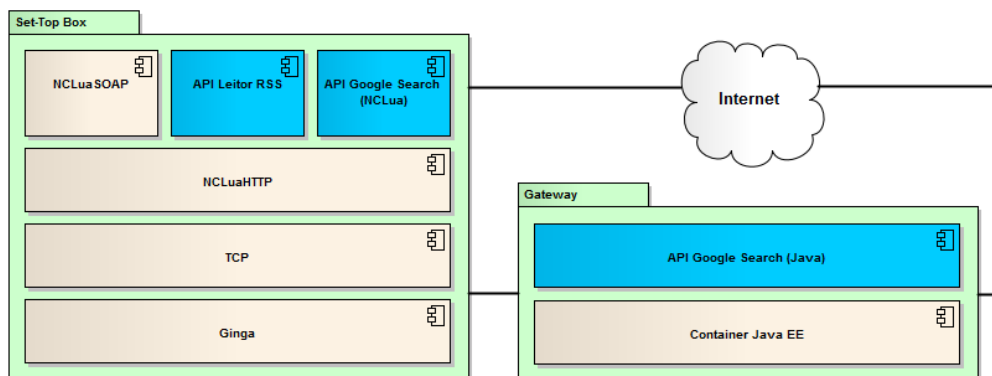 Set-Top Box
NCLuaSOAP
API Leitor RSS
API Google Search
(NCLua)
NCLuaHTTP
TCP
Ginga
Internet
Gateway
API Google Search (Java)
Container Java EE